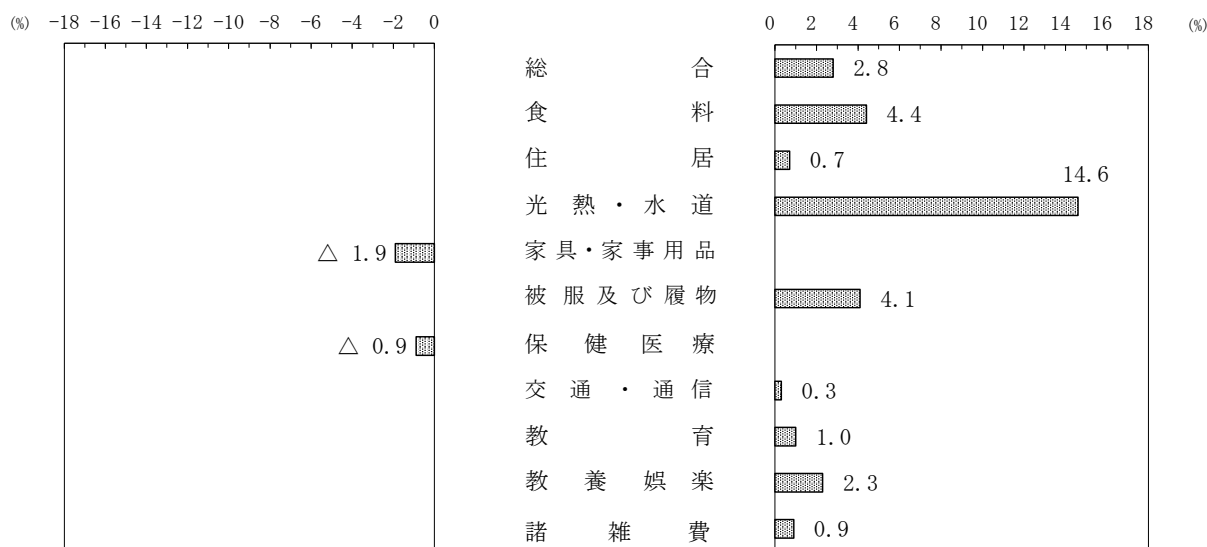 (%) -18 -16 -14 -12 -10 -8 -6 -4 -2 0 0 2 4 6 8 10 12 14 16 18 (%)
総合 2.8
食料 4.4
住居 0.7
光熱・水道 14.6
△ 1.9 家具・家事用品
被服及び履物 4.1
△ 0.9 保健医療
交通・通信 0.3
教育 1.0
教養娯楽 2.3
諸雑費 0.9